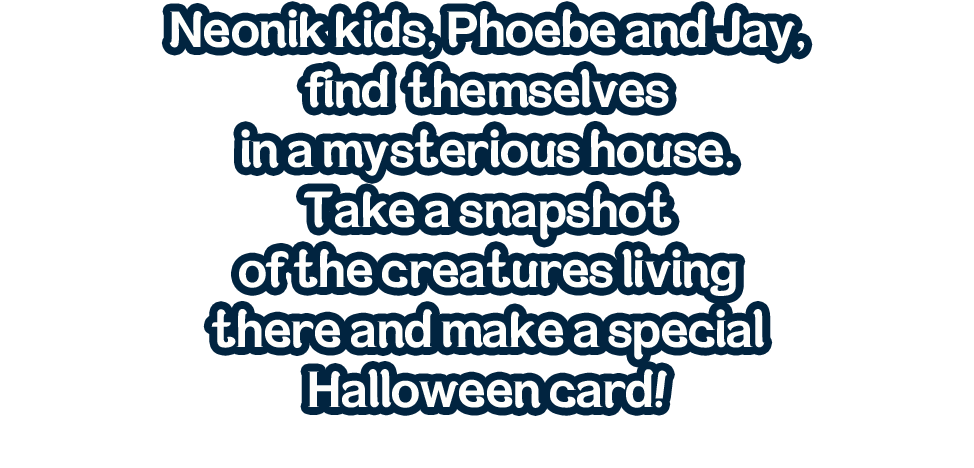 Neonik kids, Phoebe and Jay,
find themselves
in a mysterious house.
Take a snapshot
of the creatures living
there and make a special
Halloween card!